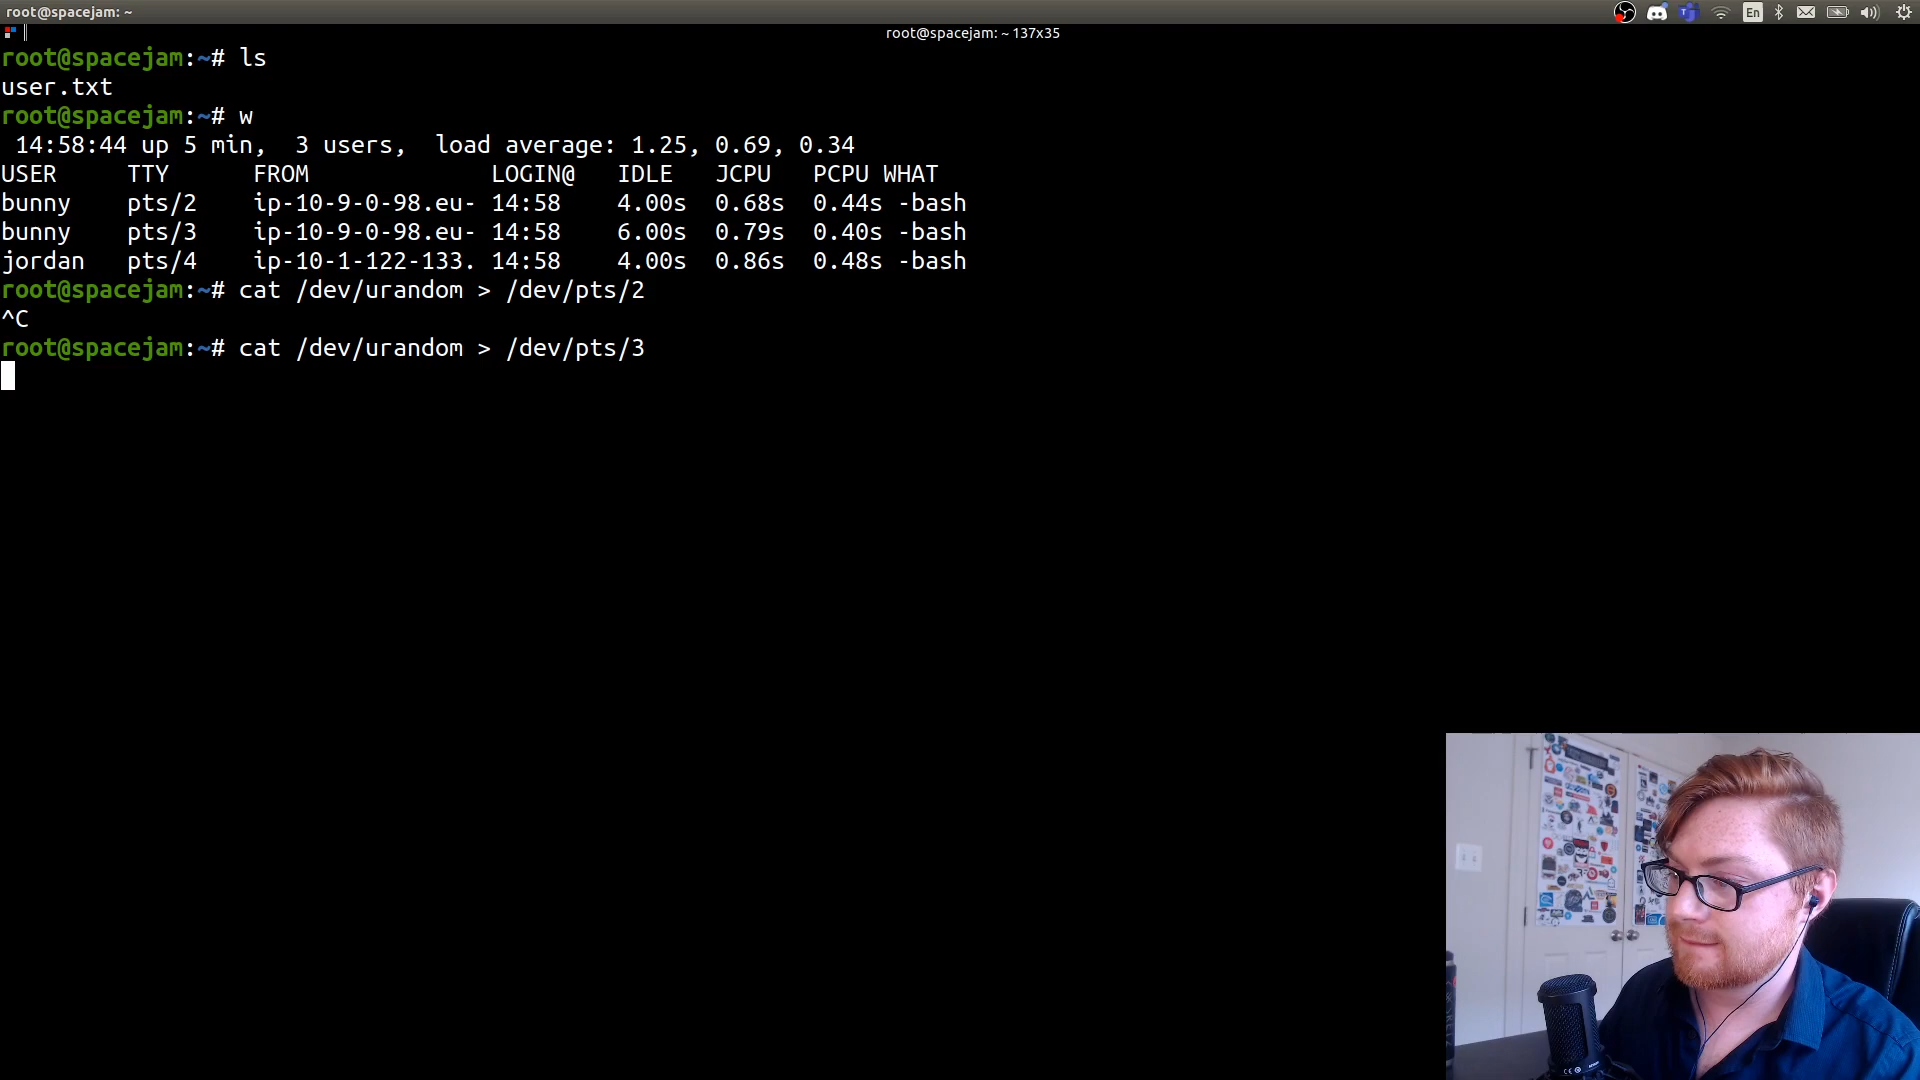 root@spacejam: ~
En
root@spacejam: ~ 137x35
root@spacejam:~# ls
user.txt
root@spacejam:~# w
 14:58:44 up 5 min,  3 users,  load average: 1.25, 0.69, 0.34
USER     TTY      FROM             LOGIN@   IDLE   JCPU   PCPU WHAT
bunny    pts/2    ip-10-9-0-98.eu- 14:58    4.00s  0.68s  0.44s -bash
bunny    pts/3    ip-10-9-0-98.eu- 14:58    6.00s  0.79s  0.40s -bash
jordan   pts/4    ip-10-1-122-133. 14:58    4.00s  0.86s  0.48s -bash
root@spacejam:~# cat /dev/urandom > /dev/pts/2
^C
root@spacejam:~# cat /dev/urandom > /dev/pts/3